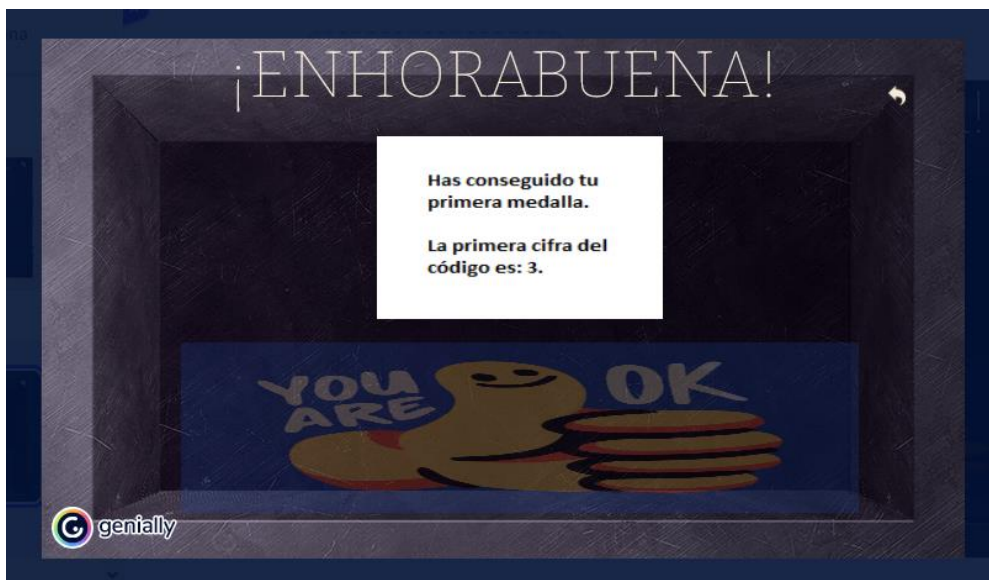 ¡ENHORABUENA!
Has conseguido tu
primera medalla.
La primera cifra del
código es: 3.
YOU OK
ARE
genially